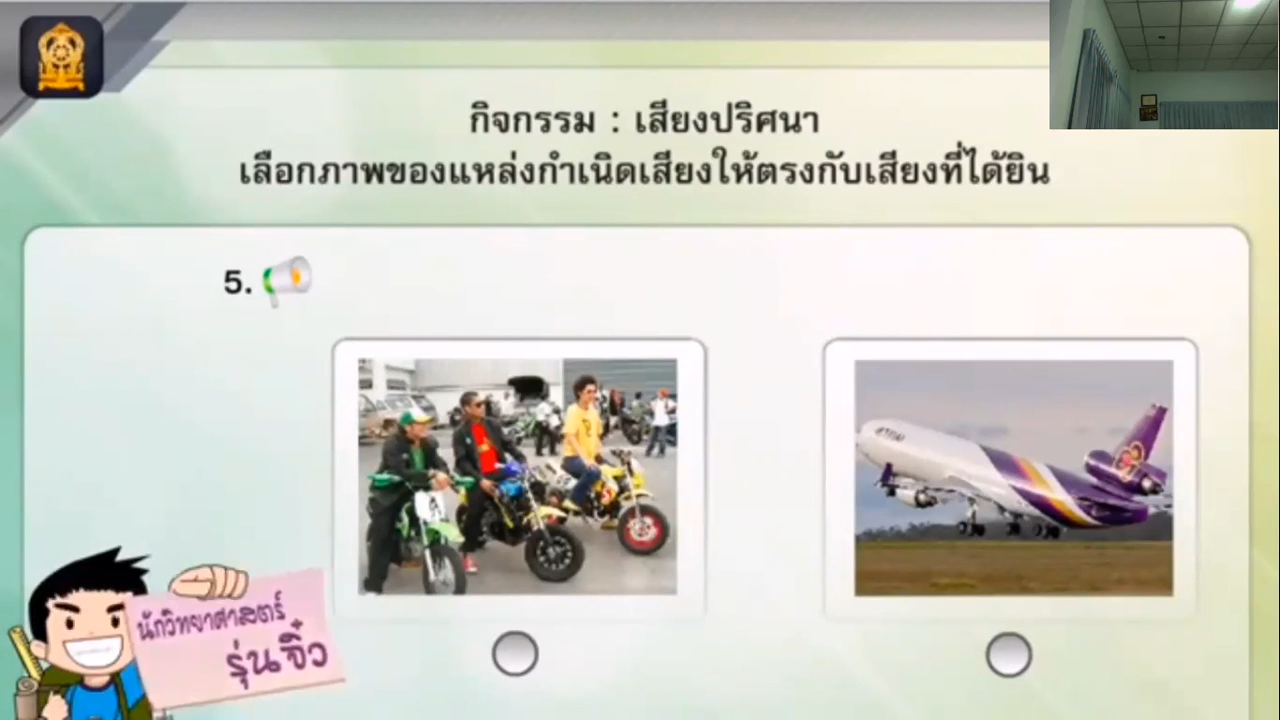 กิจกรรม : เสียงปริศนา
เลือกภาพของแหล่งกำเนิดเสียงให้ตรงกับเสียงที่ได้ยิน
5.
นักวิทยาศาสตร์
รุ่นจิ๋ว